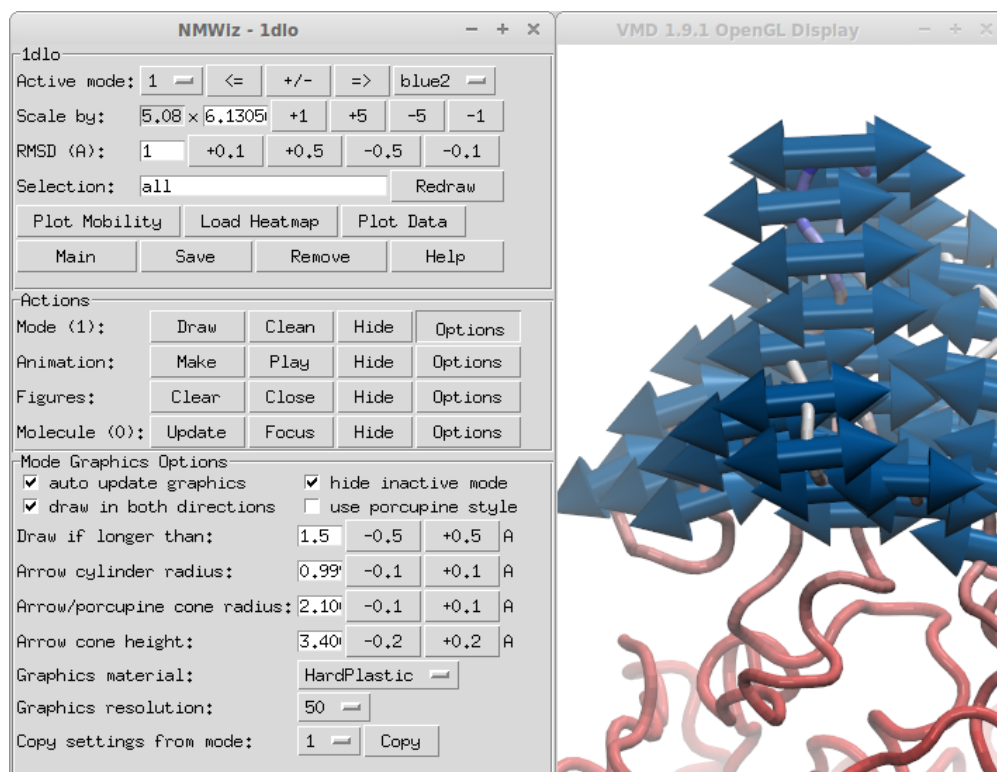 NMWiz - 1dlo
VMD 1.9.1 OpenGL Display
1dlo
Active mode: 1 <= +/- => blue2
Scale by: 5.08 × 6.1305 +1 +5 -5 -1
RMSD (A): 1 +0.1 +0.5 -0.5 -0.1
Selection: all Redraw
Plot Mobility Load Heatmap Plot Data
Main Save Remove Help
Actions
Mode (1): Draw Clean Hide Options
Animation: Make Play Hide Options
Figures: Clear Close Hide Options
Molecule (0): Update Focus Hide Options
Mode Graphics Options
auto update graphics hide inactive mode
draw in both directions use porcupine style
Draw if longer than: 1.5 -0.5 +0.5 A
Arrow cylinder radius: 0.99 -0.1 +0.1 A
Arrow/porcupine cone radius: 2.10 -0.1 +0.1 A
Arrow cone height: 3.40 -0.2 +0.2 A
Graphics material: HardPlastic
Graphics resolution: 50
Copy settings from mode: 1 Copy